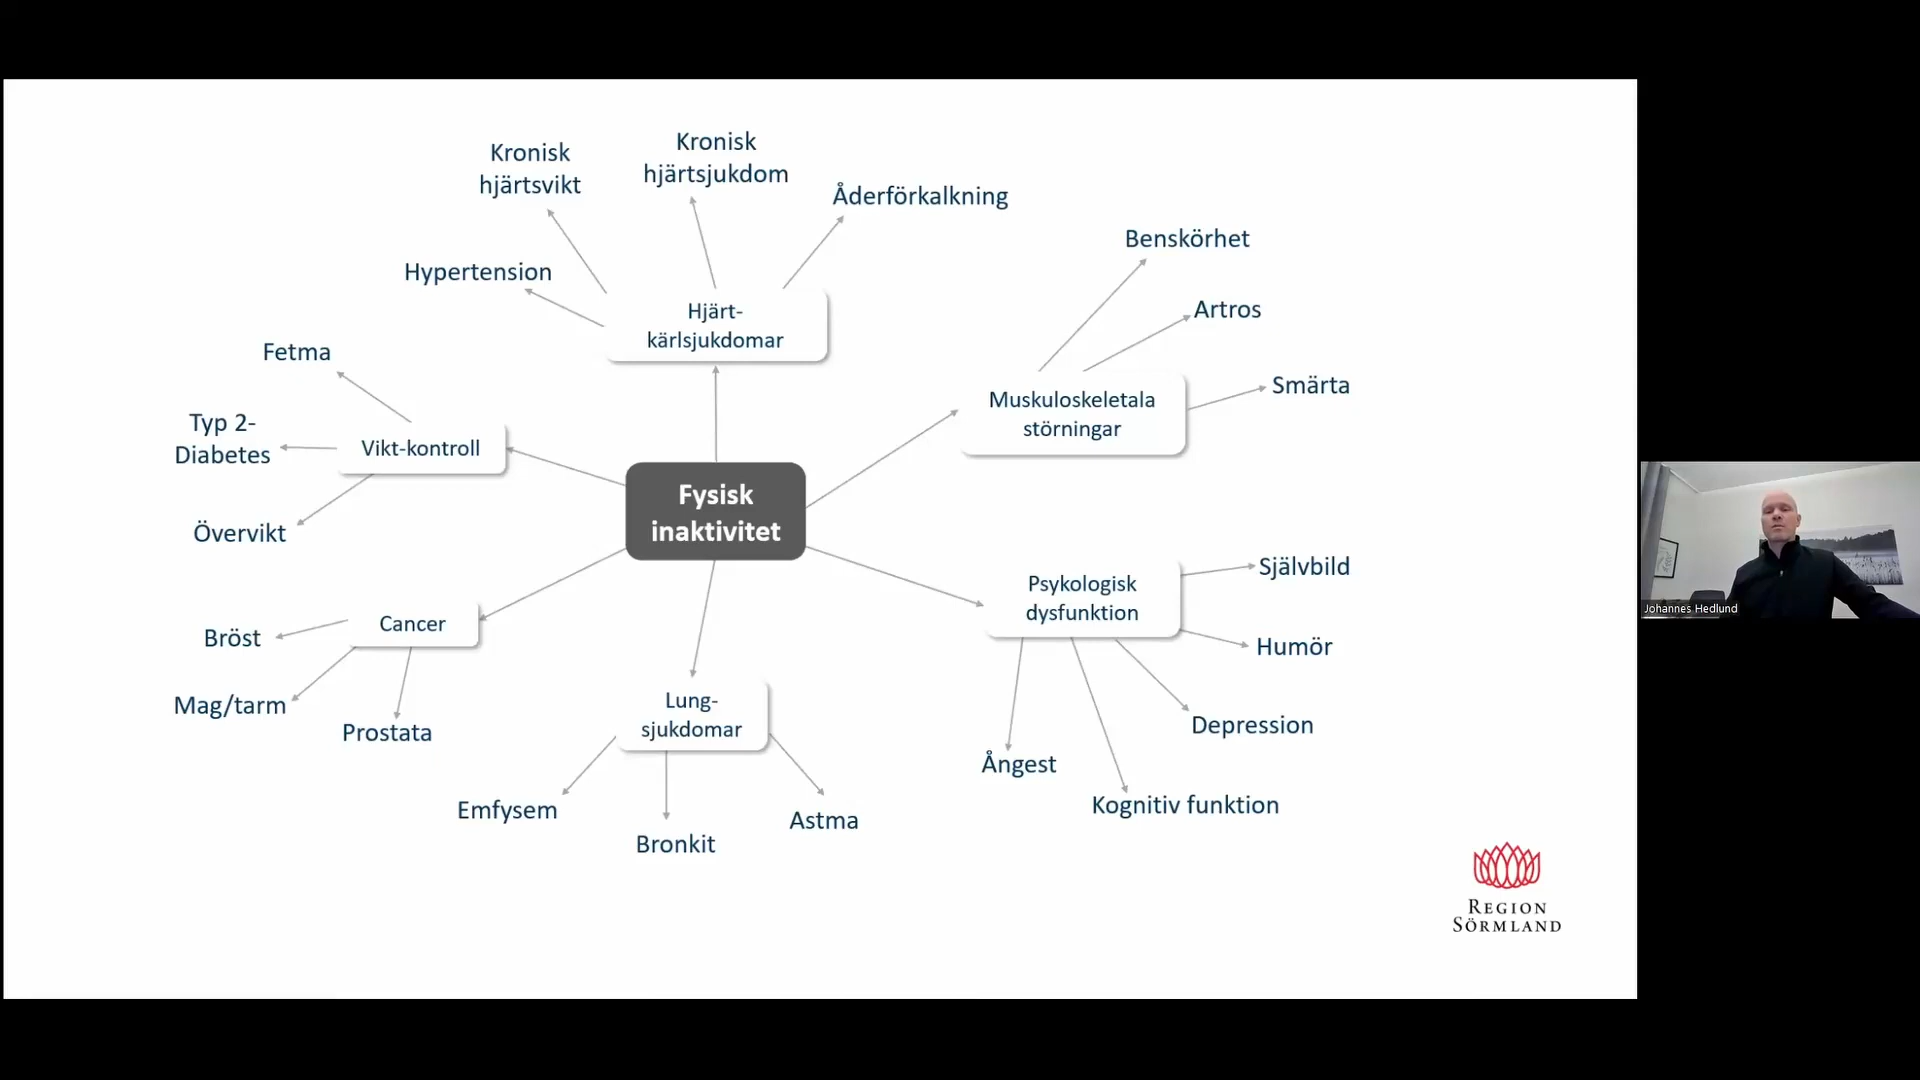 Kronisk
hjärtsvikt
Kronisk
hjärtsjukdom
Åderförkalkning
Hypertension
Hjärt-
kärlsjukdomar
Benskörhet
Artros
Smärta
Muskuloskeletala
störningar
Fetma
Typ 2-
Diabetes
Övervikt
Vikt-kontroll
Fysisk
inaktivitet
Psykologisk
dysfunktion
Självbild
Humör
Depression
Kognitiv funktion
Ångest
Cancer
Bröst
Mag/tarm
Prostata
Lung-
sjukdomar
Emfysem
Bronkit
Astma
REGION
SÖRMLAND
Johannes Hedlund